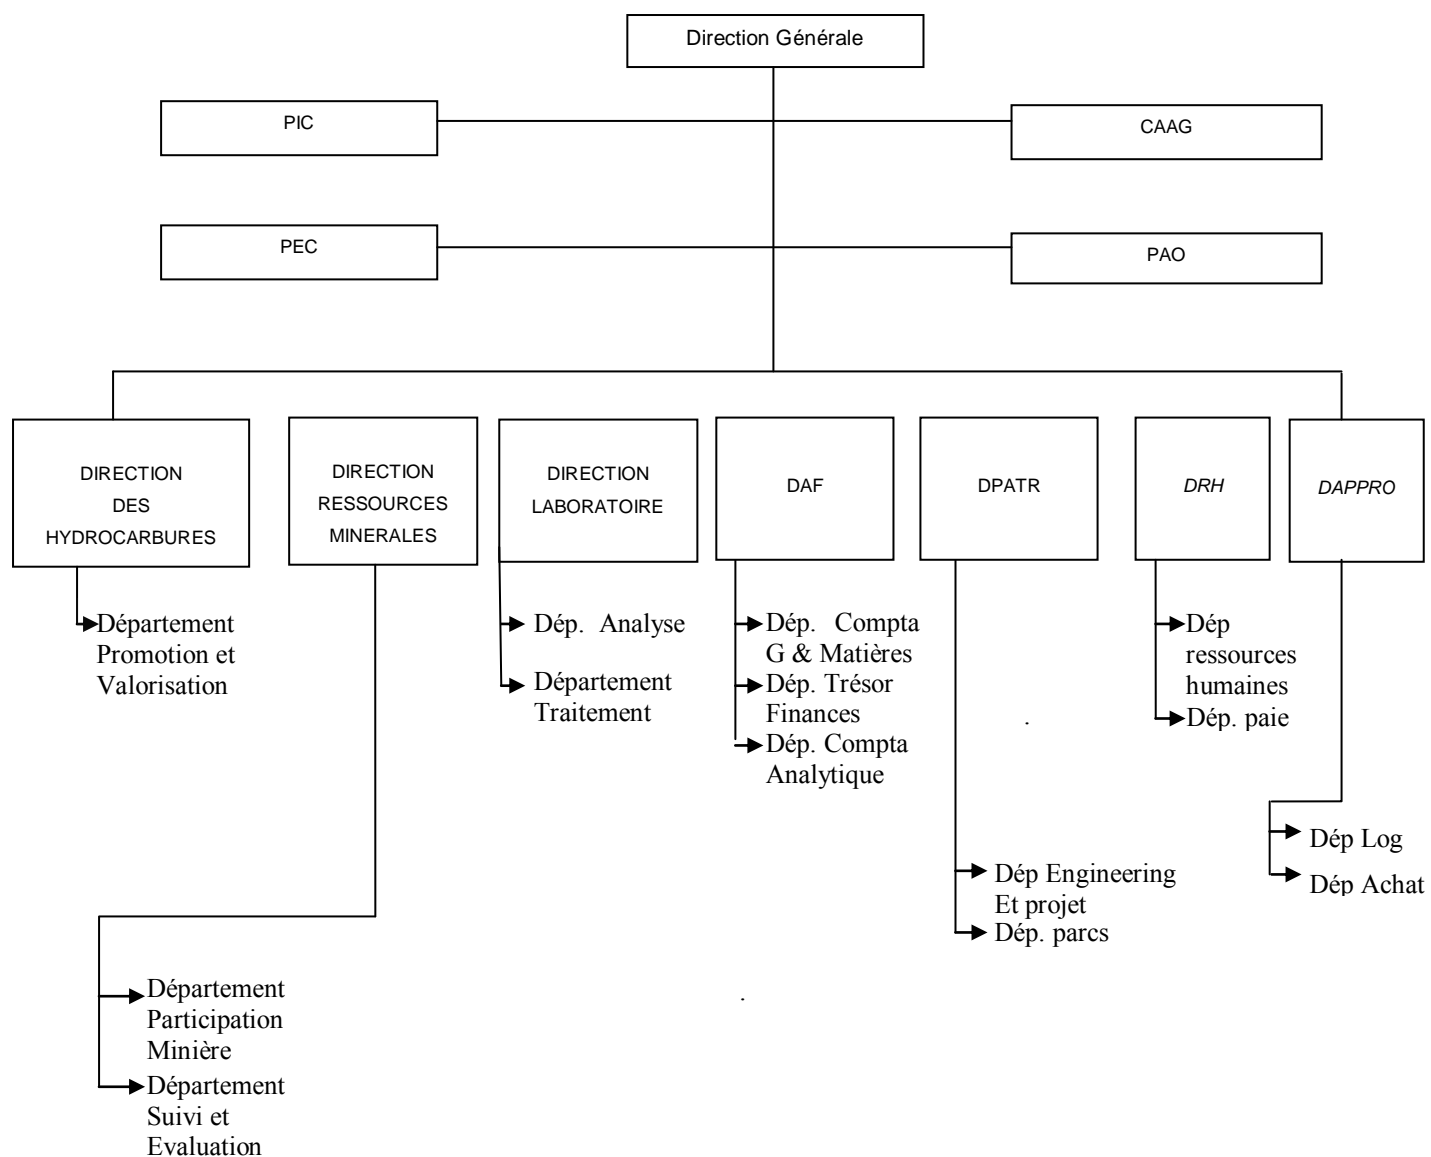 Direction Générale
PIC
CAAG
PEC
PAO
DIRECTION
DES
HYDROCARBURES
DIRECTION
RESSOURCES
MINERALES
DIRECTION
LABORATOIRE
DAF
DPATR
DRH
DAPPRO
Département
Promotion et
Valorisation
Dép. Analyse
Département
Traitement
Dép. Compta
G & Matières
Dép. Trésor
Finances
Dép. Compta
Analytique
Dép
ressources
humaines
Dép. paie
Dép Log
Dép Achat
Dép Engineering
Et projet
Dép. parcs
Département
Participation
Minière
Département
Suivi et
Evaluation